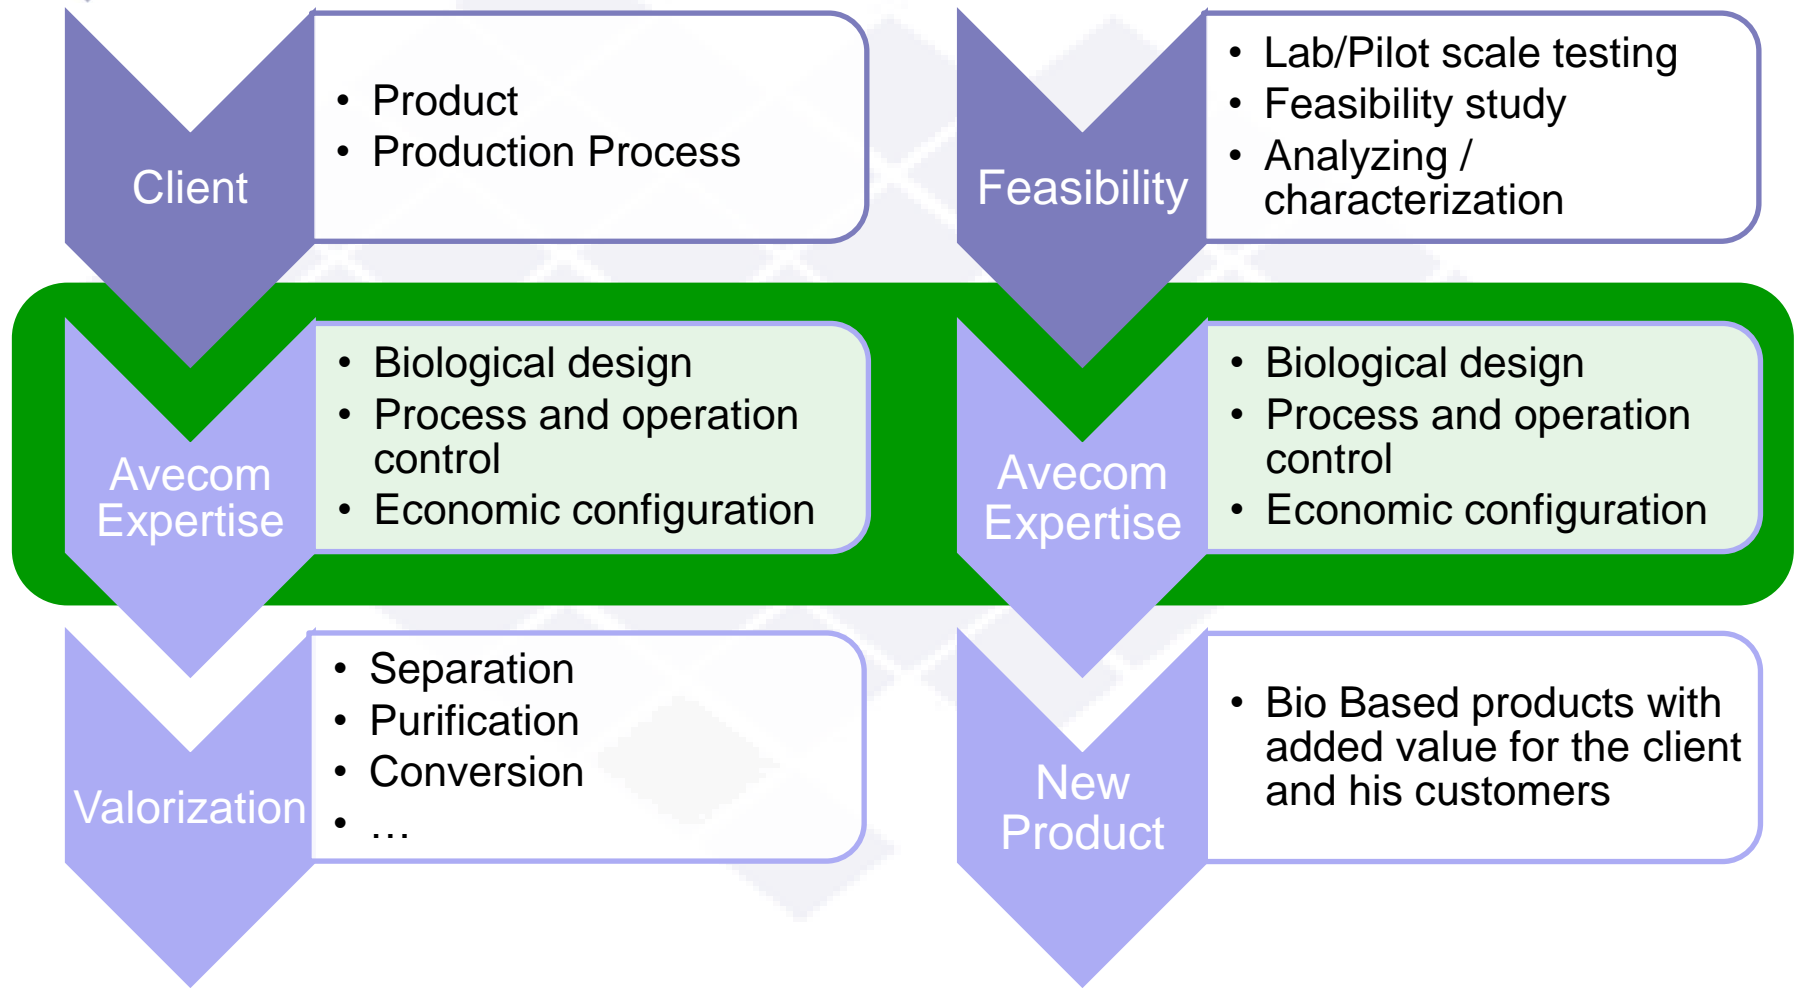 Client
• Product
• Production Process
Avecom
Expertise
• Biological design
• Process and operation
control
• Economic configuration
Valorization
• Separation
• Purification
• Conversion
• …
Feasibility
• Lab/Pilot scale testing
• Feasibility study
• Analyzing /
characterization
Avecom
Expertise
• Biological design
• Process and operation
control
• Economic configuration
New
Product
• Bio Based products with
added value for the client
and his customers